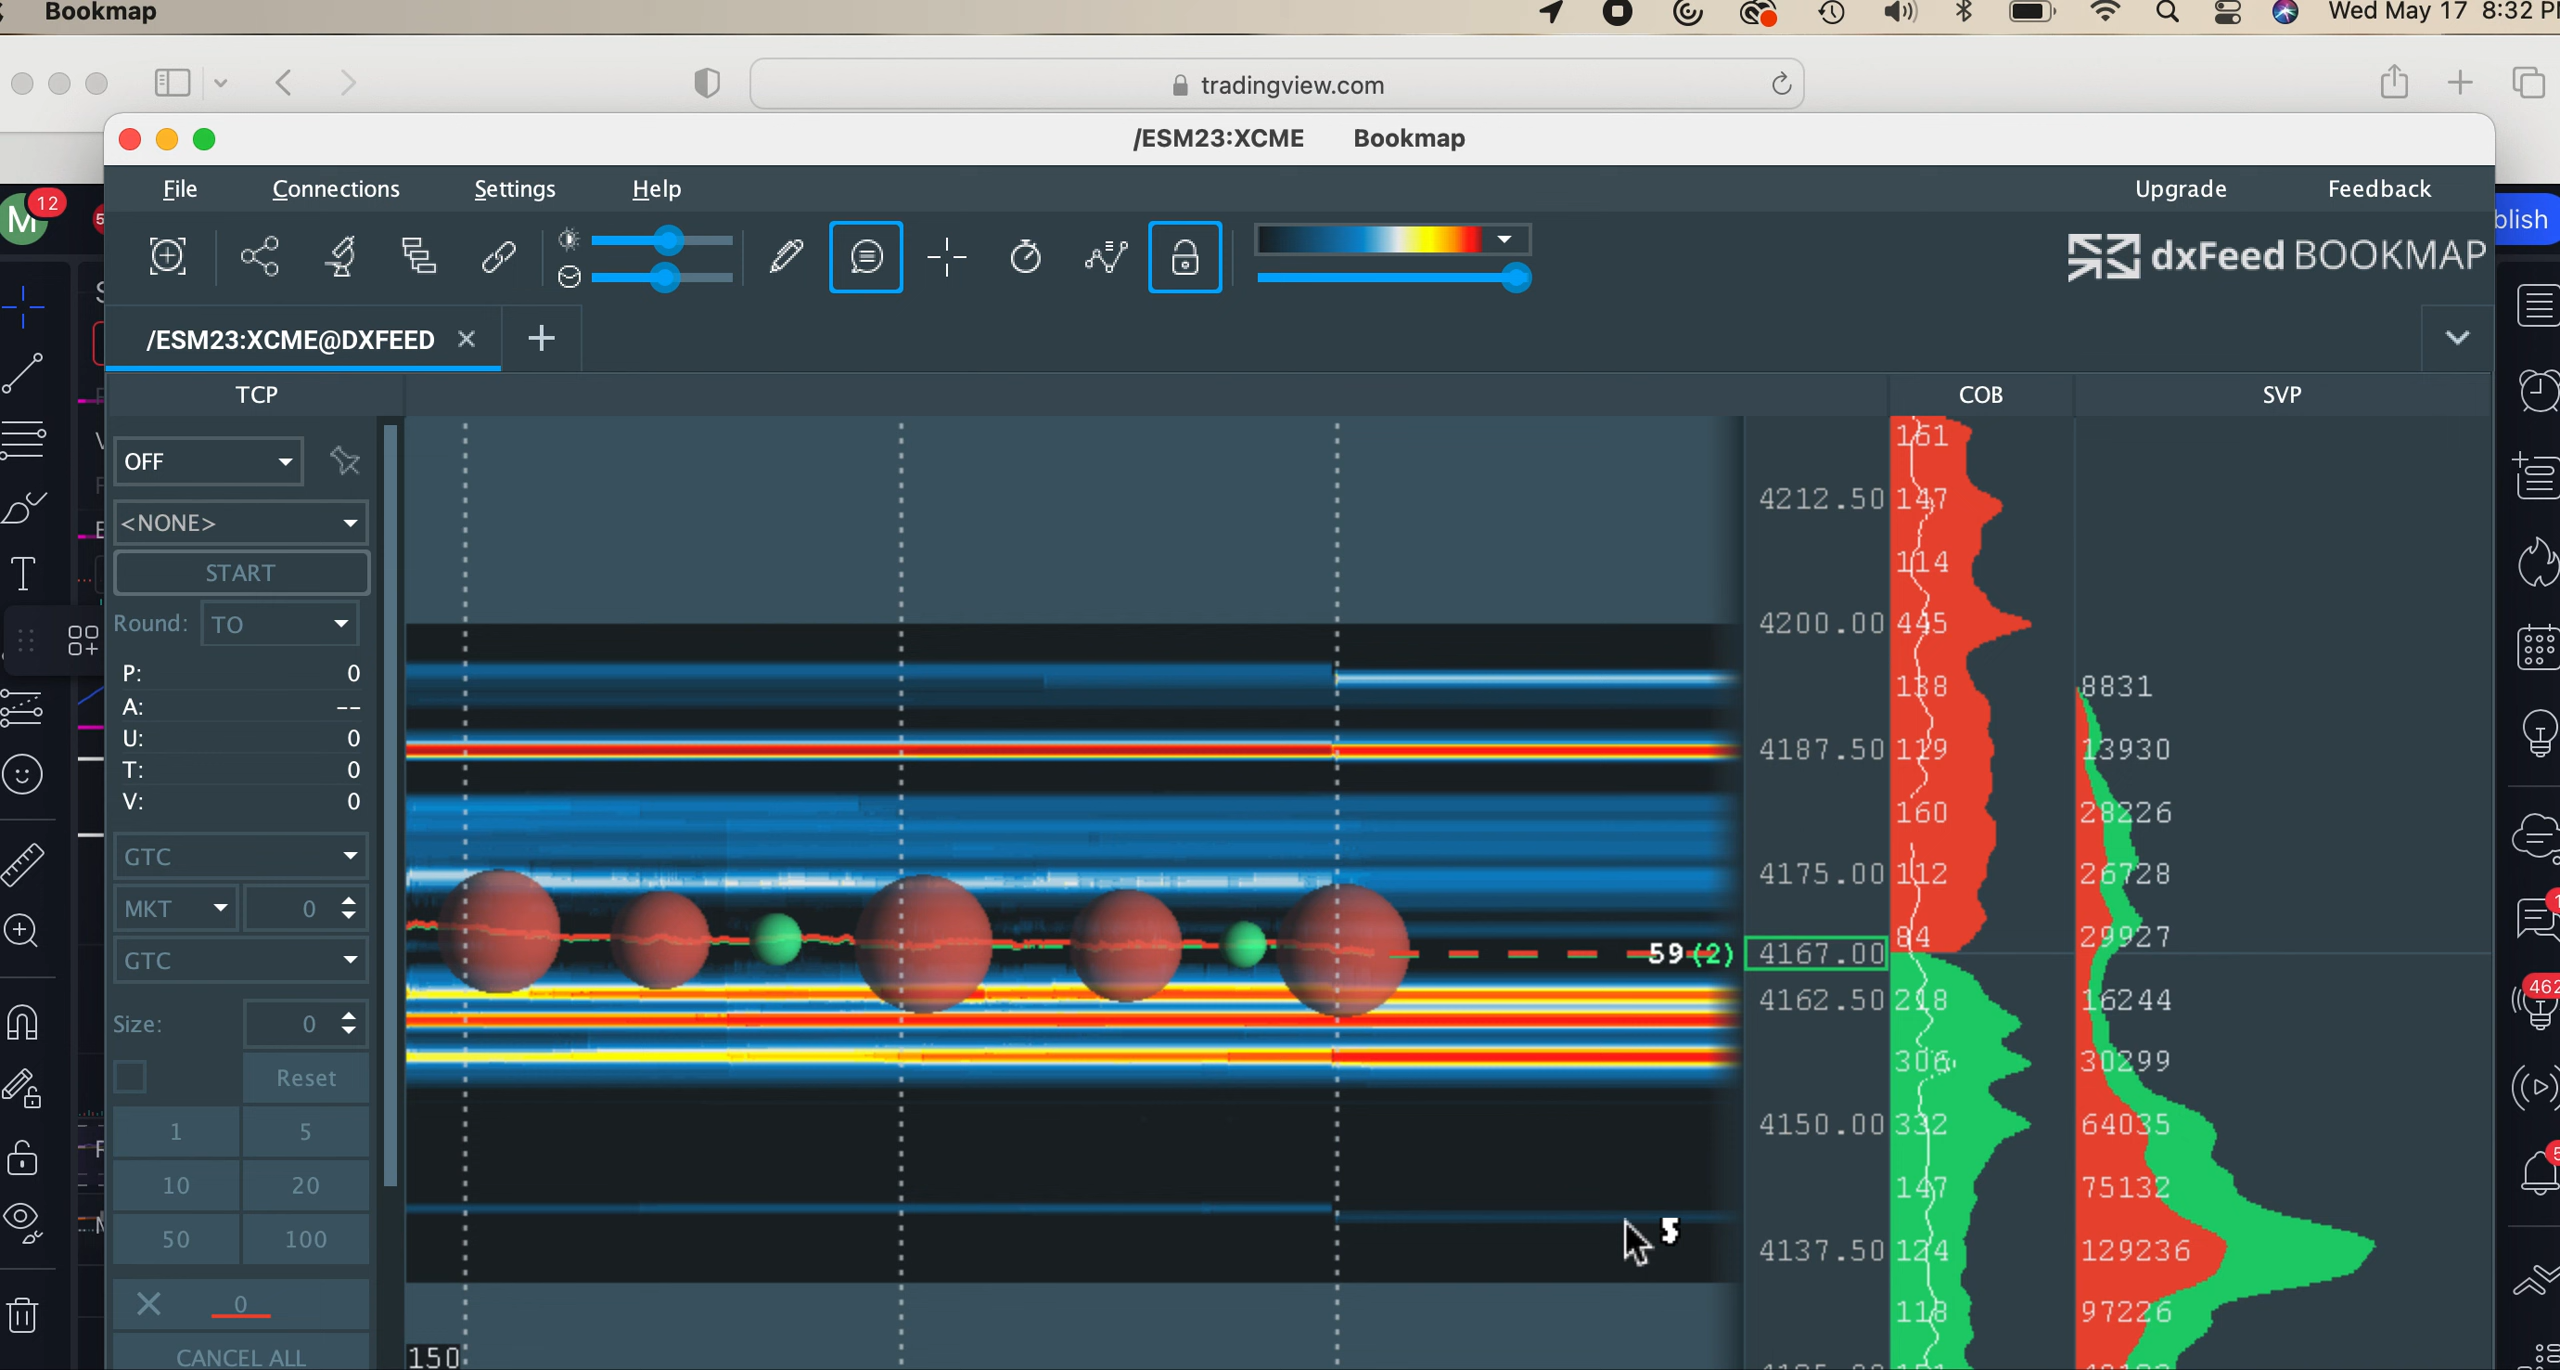 Bookmap
Wed May 17 8:32 P
tradingview.com
/ESM23:XCME Bookmap
File Connections Settings Help Upgrade Feedback
M 12
blish
dxFeed BOOKMAP
/ESM23:XCME@DXFEED
TCP COB SVP
OFF
<NONE>
START
Round: TO
P: 0
A: --
U: 0
T: 0
V: 0
GTC
MKT 0
GTC
Size: 0
Reset
1 5
10 20
50 100
0
CANCEL ALL
150
59 (2)
161
4212.50 147
114
4200.00 445
138 8831
4187.50 119 13930
160 28226
4175.00 112 26728
84 29927
4167.00
4162.50 218 16244
306 30299
4150.00 332 64035
147 75132
4137.50 124 129236
118 97226
462